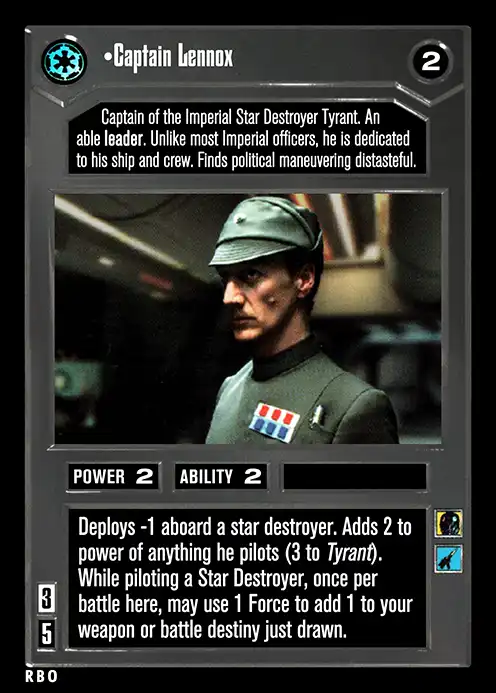 •Captain Lennox
2
Captain of the Imperial Star Destroyer Tyrant. An
able leader. Unlike most Imperial officers, he is dedicated
to his ship and crew. Finds political maneuvering distasteful.
POWER 2 ABILITY 2
Deploys -1 aboard a star destroyer. Adds 2 to
power of anything he pilots (3 to Tyrant).
While piloting a Star Destroyer, once per
battle here, may use 1 Force to add 1 to your
weapon or battle destiny just drawn.
3
5
RBO